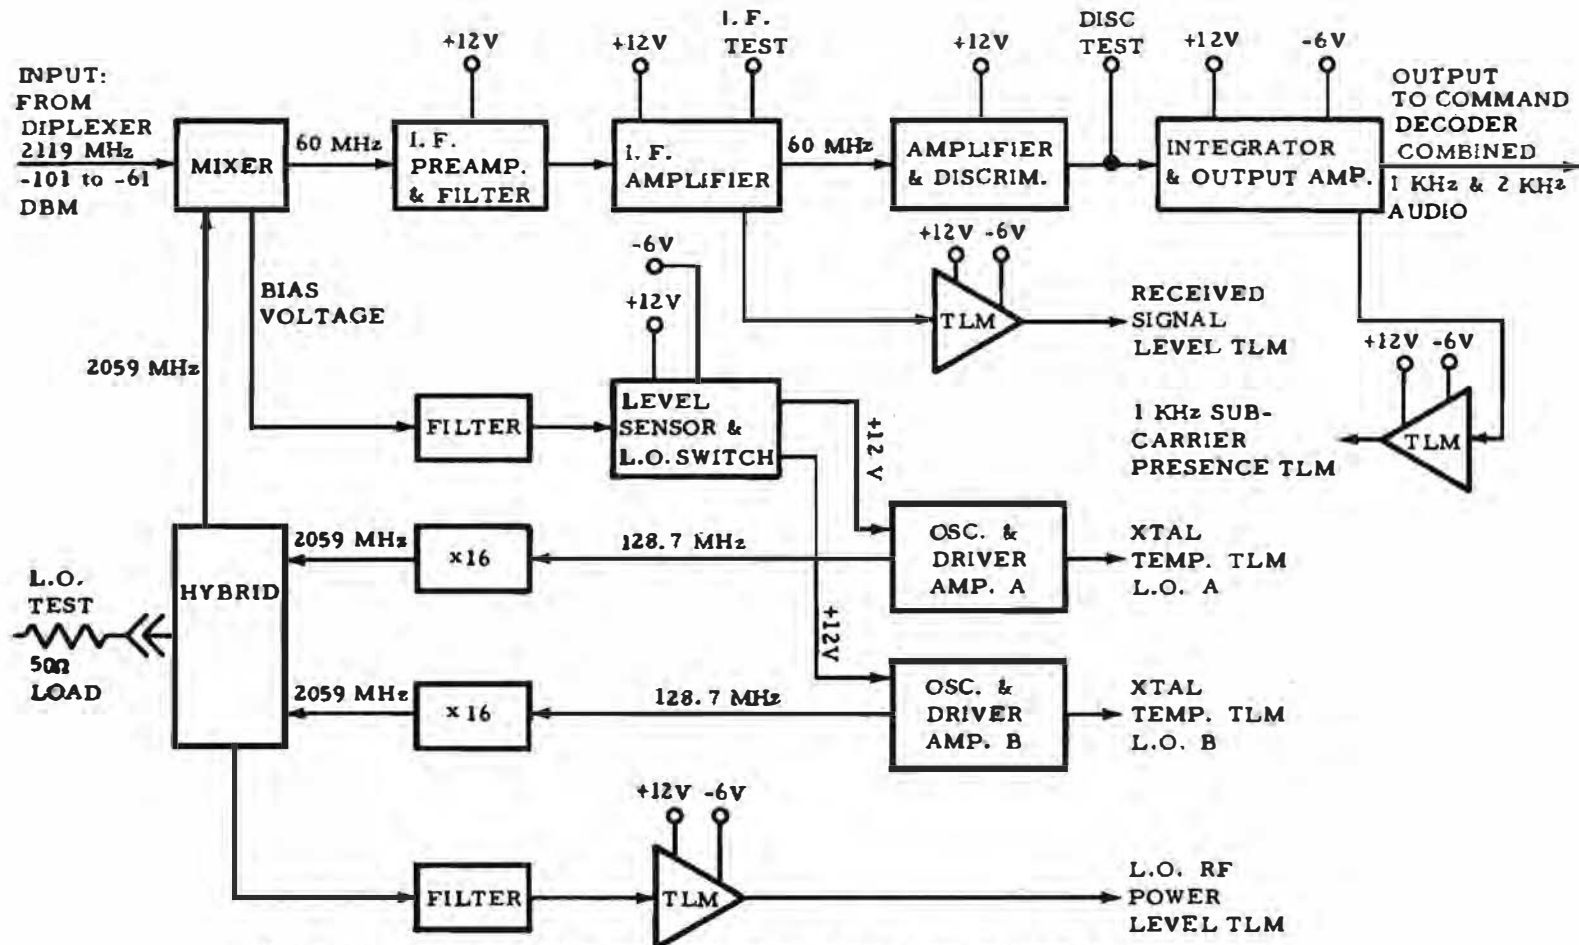 I. F.
TEST
DISC
TEST
+12V
+12V
+12V
+12V
-6V
INPUT:
FROM
DIPLEXER
2119 MHz
-101 to -61
DBM
MIXER
60 MHz
I. F.
PREAMP.
& FILTER
I. F.
AMPLIFIER
60 MHz
AMPLIFIER
& DISCRIM.
INTEGRATOR
& OUTPUT AMP.
OUTPUT
TO COMMAND
DECODER
COMBINED
1 KHz & 2 KHz
AUDIO
BIAS
VOLTAGE
-6V
+12V
+12V
-6V
TLM
RECEIVED
SIGNAL
LEVEL TLM
2059 MHz
FILTER
LEVEL
SENSOR &
L.O. SWITCH
+12 V
+12V
+12V
-6V
TLM
1 KHz SUB-
CARRIER
PRESENCE TLM
L.O.
TEST
50Ω
LOAD
HYBRID
2059 MHz
x16
128.7 MHz
OSC. &
DRIVER
AMP. A
XTAL
TEMP. TLM
L.O. A
2059 MHz
x 16
128.7 MHz
OSC. &
DRIVER
AMP. B
XTAL
TEMP. TLM
L.O. B
+12V
-6V
FILTER
TLM
L.O. RF
POWER
LEVEL TLM